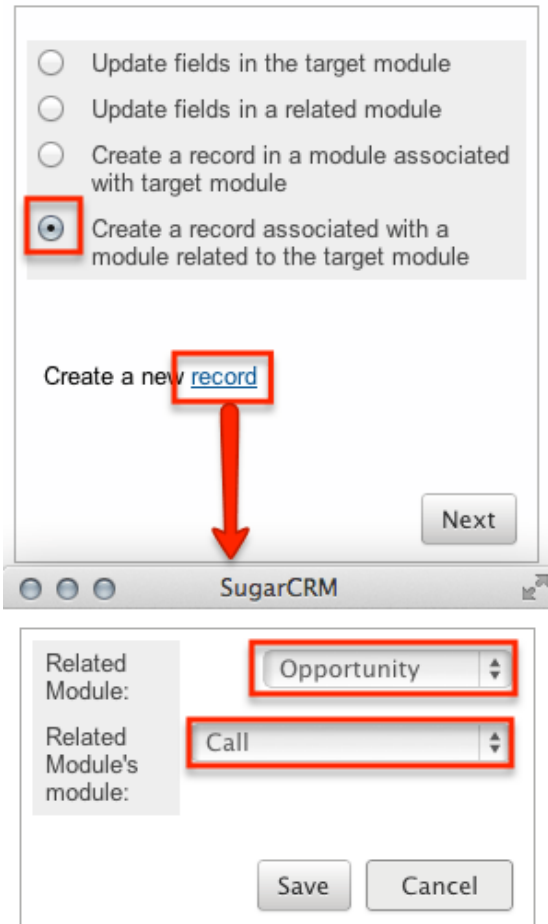 Update fields in the target module
Update fields in a related module
Create a record in a module associated
with target module
Create a record associated with a
module related to the target module
Create a new record
Next
SugarCRM
Related
Module:
Opportunity
Related
Module's
module:
Call
Save
Cancel